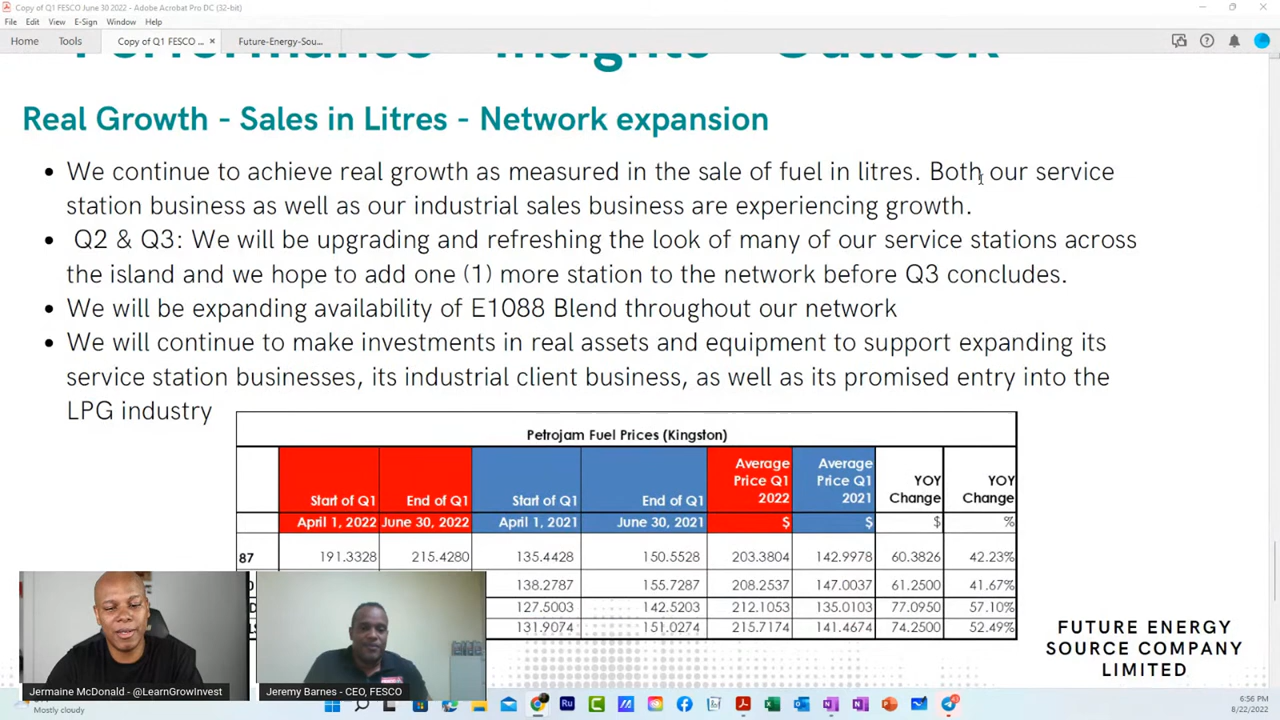 Copy of Q1 FESCO June 30 2022 - Adobe Acrobat Pro DC (32-bit)
File Edit View E-Sign Window Help
Home Tools Copy of Q1 FESCO ... × Future-Energy-Sou...
Performance - Insights - Outlook
Real Growth - Sales in Litres - Network expansion
• We continue to achieve real growth as measured in the sale of fuel in litres. Both our service
station business as well as our industrial sales business are experiencing growth.
• Q2 & Q3: We will be upgrading and refreshing the look of many of our service stations across
the island and we hope to add one (1) more station to the network before Q3 concludes.
• We will be expanding availability of E1088 Blend throughout our network
• We will continue to make investments in real assets and equipment to support expanding its
service station businesses, its industrial client business, as well as its promised entry into the
LPG industry
Petrojam Fuel Prices (Kingston)
Start of Q1 End of Q1 Start of Q1 End of Q1 Average Price Q1 2022 Average Price Q1 2021 YOY Change YOY Change
April 1, 2022 June 30, 2022 April 1, 2021 June 30, 2021 $ $ $ %
87 191.3328 215.4280 135.4428 150.5528 203.3804 142.9978 60.3826 42.23%
138.2787 155.7287 208.2537 147.0037 61.2500 41.67%
127.5003 142.5203 212.1053 135.0103 77.0950 57.10%
131.9074 151.0274 215.7174 141.4674 74.2500 52.49%
FUTURE ENERGY
SOURCE COMPANY
LIMITED
Jermaine McDonald - @LearnGrowInvest
Jeremy Barnes - CEO, FESCO
Mostly cloudy
6:56 PM
8/22/2022